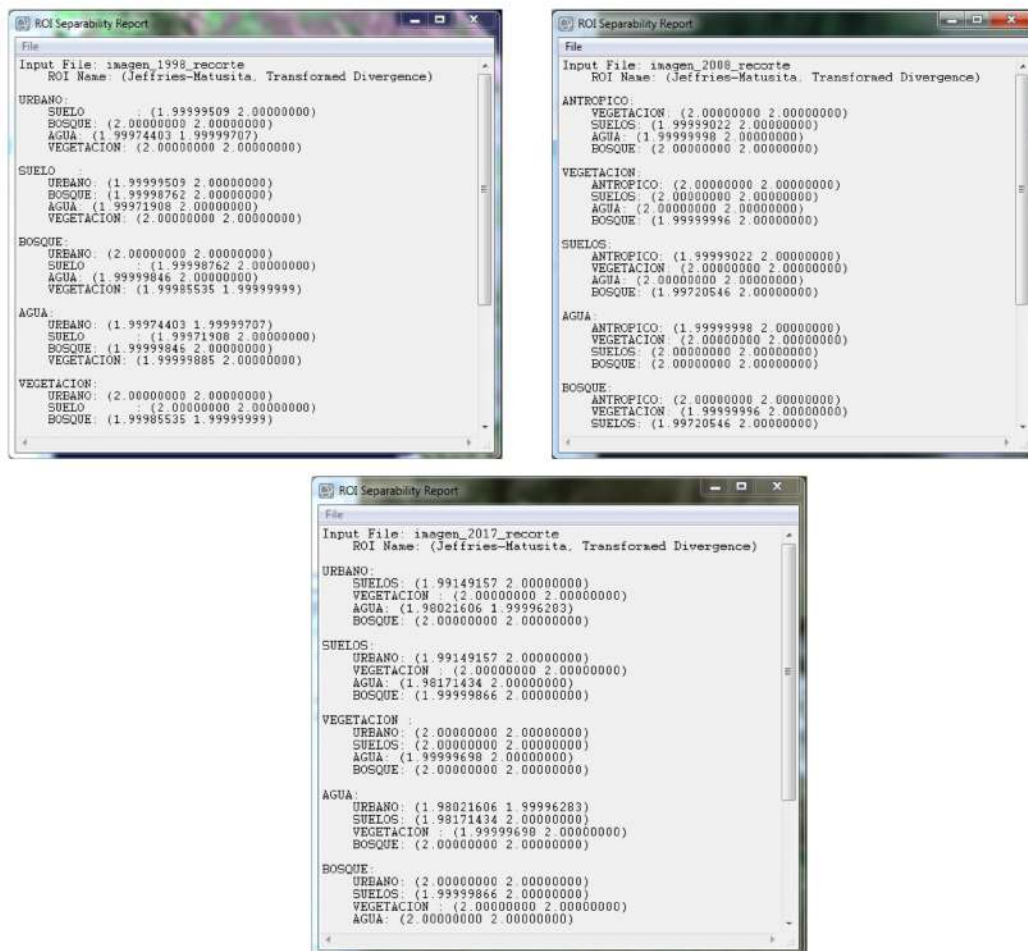 ROI Separability Report
File
Input File: imagen_1998_recorte
ROI Name: (Jeffries-Matusita, Transformed Divergence)
URBANO:
SUELO : (1.99999509 2.00000000)
BOSQUE: (2.00000000 2.00000000)
AGUA: (1.99974403 1.99999707)
VEGETACION: (2.00000000 2.00000000)
SUELO :
URBANO: (1.99999509 2.00000000)
BOSQUE: (1.99998762 2.00000000)
AGUA: (1.99971908 2.00000000)
VEGETACION: (2.00000000 2.00000000)
BOSQUE:
URBANO: (2.00000000 2.00000000)
SUELO : (1.99998762 2.00000000)
AGUA: (1.99999846 2.00000000)
VEGETACION: (1.99985535 1.99999999)
AGUA:
URBANO: (1.99974403 1.99999707)
SUELO : (1.99971908 2.00000000)
BOSQUE: (1.99999846 2.00000000)
VEGETACION: (1.99999885 2.00000000)
VEGETACION:
URBANO: (2.00000000 2.00000000)
SUELO : (2.00000000 2.00000000)
BOSQUE: (1.99985535 1.99999999)
ROI Separability Report
File
Input File: imagen_2008_recorte
ROI Name: (Jeffries-Matusita, Transformed Divergence)
ANTROPICO:
VEGETACION: (2.00000000 2.00000000)
SUELOS: (1.99999022 2.00000000)
AGUA: (1.99999998 2.00000000)
BOSQUE: (2.00000000 2.00000000)
VEGETACION:
ANTROPICO: (2.00000000 2.00000000)
SUELOS: (2.00000000 2.00000000)
AGUA: (2.00000000 2.00000000)
BOSQUE: (1.99999996 2.00000000)
SUELOS:
ANTROPICO: (1.99999022 2.00000000)
VEGETACION: (2.00000000 2.00000000)
AGUA: (2.00000000 2.00000000)
BOSQUE: (1.99720546 2.00000000)
AGUA:
ANTROPICO: (1.99999998 2.00000000)
VEGETACION: (2.00000000 2.00000000)
SUELOS: (2.00000000 2.00000000)
BOSQUE: (2.00000000 2.00000000)
BOSQUE:
ANTROPICO: (2.00000000 2.00000000)
VEGETACION: (1.99999996 2.00000000)
SUELOS: (1.99720546 2.00000000)
ROI Separability Report
File
Input File: imagen_2017_recorte
ROI Name: (Jeffries-Matusita, Transformed Divergence)
URBANO:
SUELOS: (1.99149157 2.00000000)
VEGETACION : (2.00000000 2.00000000)
AGUA: (1.98021606 1.99996283)
BOSQUE: (2.00000000 2.00000000)
SUELOS:
URBANO: (1.99149157 2.00000000)
VEGETACION : (2.00000000 2.00000000)
AGUA: (1.98171434 2.00000000)
BOSQUE: (1.99999866 2.00000000)
VEGETACION :
URBANO: (2.00000000 2.00000000)
SUELOS: (2.00000000 2.00000000)
AGUA: (1.99999698 2.00000000)
BOSQUE: (2.00000000 2.00000000)
AGUA:
URBANO: (1.98021606 1.99996283)
SUELOS: (1.98171434 2.00000000)
VEGETACION : (1.99999698 2.00000000)
BOSQUE: (2.00000000 2.00000000)
BOSQUE:
URBANO: (2.00000000 2.00000000)
SUELOS: (1.99999866 2.00000000)
VEGETACION : (2.00000000 2.00000000)
AGUA: (2.00000000 2.00000000)